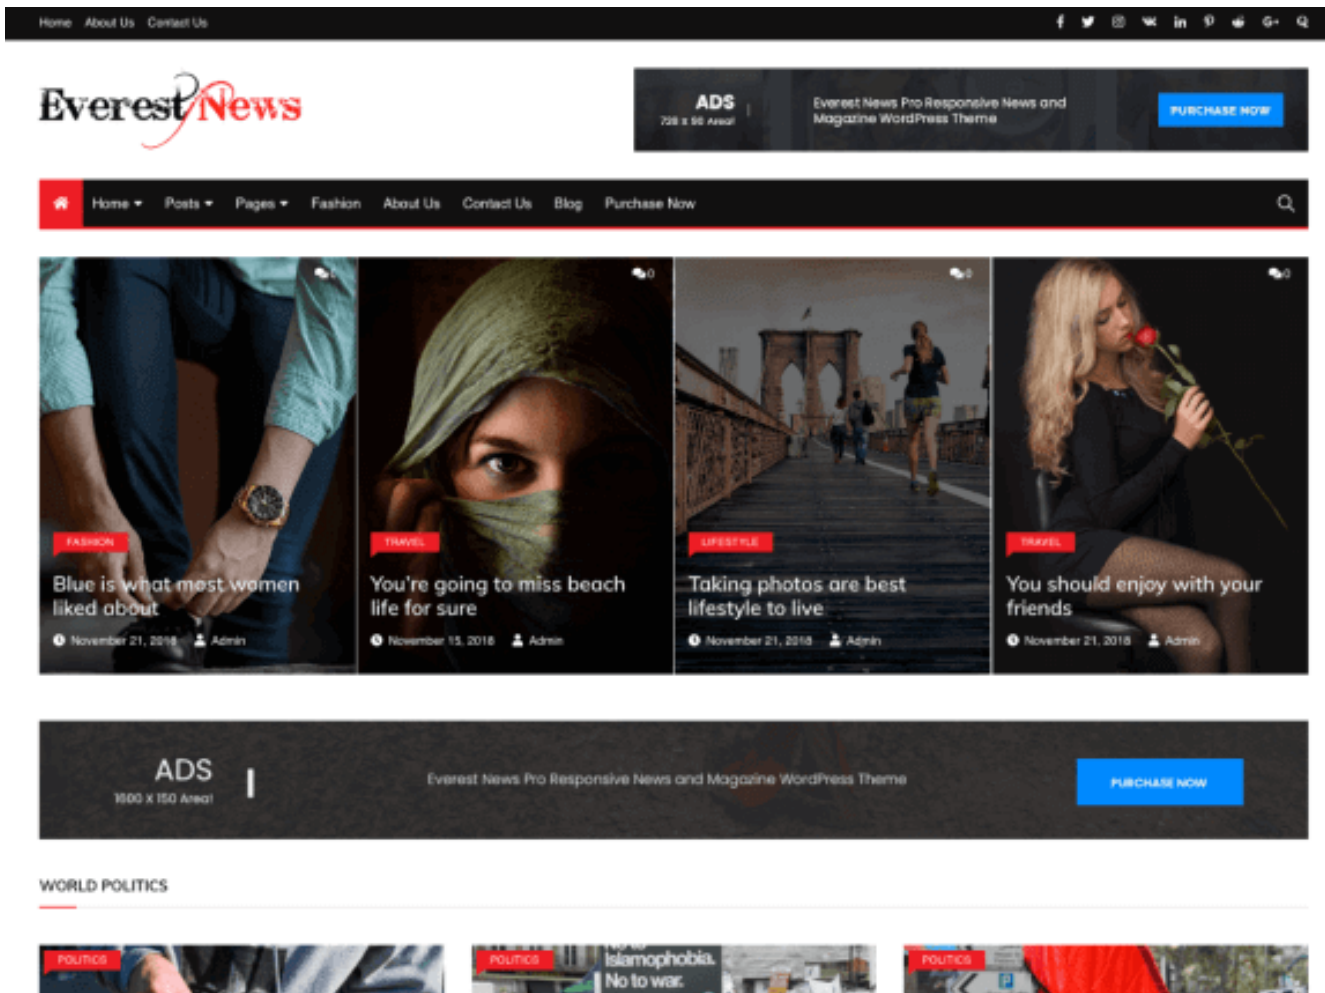 Home About Us Contact Us
Everest News
ADS
728 x 90 Area!
Everest News Pro Responsive News and
Magazine WordPress Theme
PURCHASE NOW
Home Posts Pages Fashion About Us Contact Us Blog Purchase Now
0
0
0
FASHION
Blue is what most women
liked about
November 21, 2018 Admin
TRAVEL
You're going to miss beach
life for sure
November 15, 2018 Admin
LIFESTYLE
Taking photos are best
lifestyle to live
November 21, 2018 Admin
TRAVEL
You should enjoy with your
friends
November 21, 2018 Admin
ADS
1600 X 150 Area!
Everest News Pro Responsive News and Magazine WordPress Theme
PURCHASE NOW
WORLD POLITICS
POLITICS
POLITICS
No to
Islamophobia.
No to war.
POLITICS
P